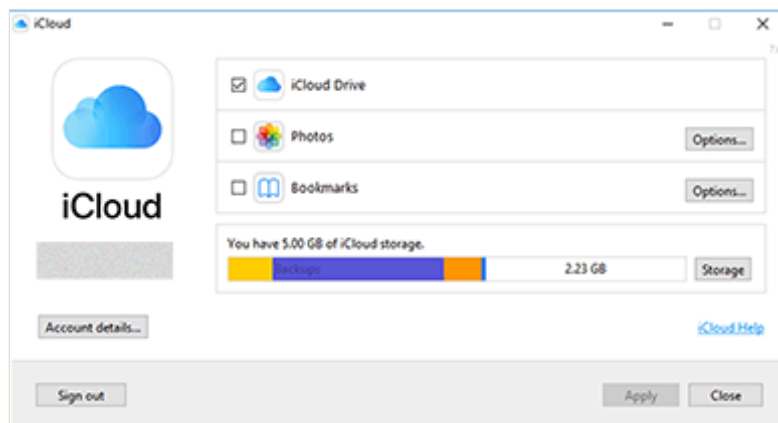 iCloud
iCloud Drive
Photos
Options...
Bookmarks
Options...
iCloud
You have 5.00 GB of iCloud storage.
Backups
2.23 GB
Storage
Account details...
iCloud Help
Sign out
Apply
Close